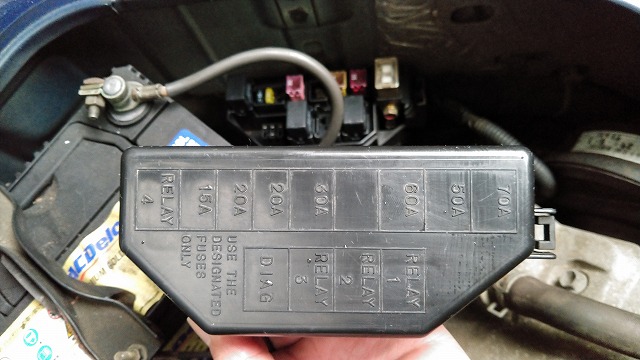 RELAY
4
15A
20A
20A
30A
60A
50A
70A
USE THE
DESIGNATED
FUSES
ONLY
DIAG
RELAY
3
RELAY
2
RELAY
1
ACDelco